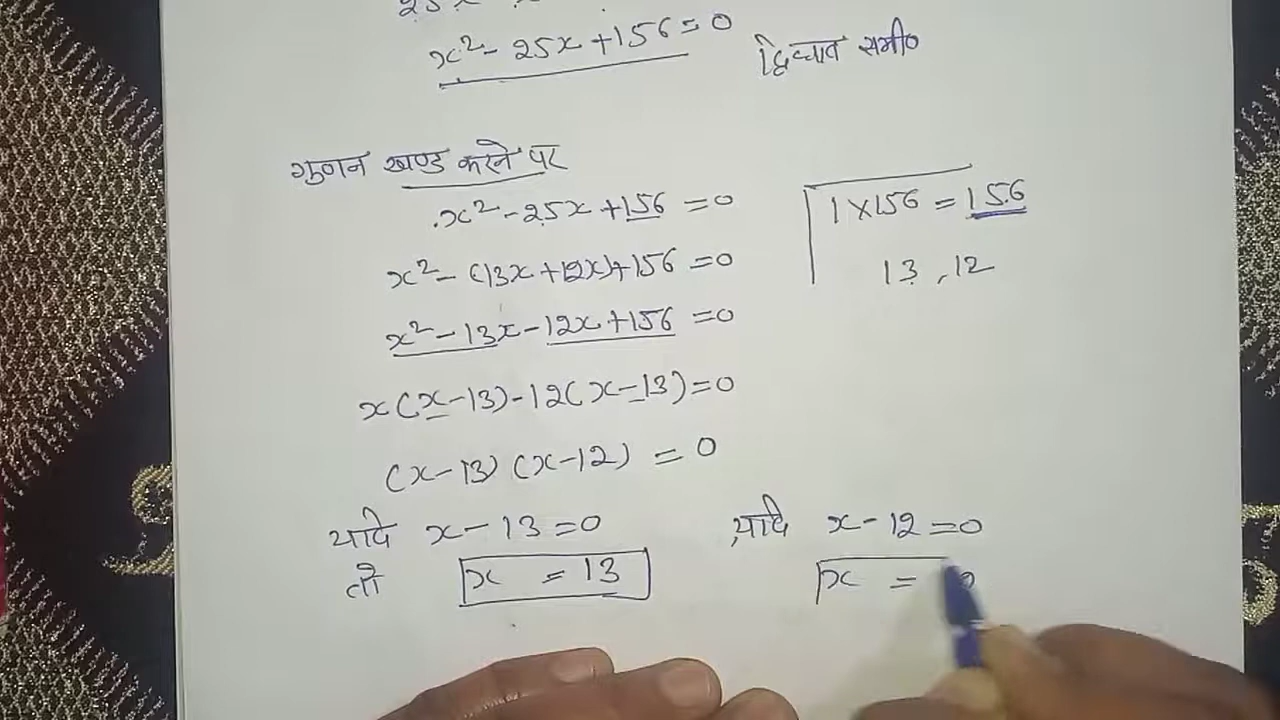 x² - 25x + 156 = 0
द्विघात समी०
गुणन खण्ड करने पर
x² - 25x + 156 = 0
1 × 156 = 156
x² - (13x + 12x) + 156 = 0
13, 12
x² - 13x - 12x + 156 = 0
x(x - 13) - 12(x - 13) = 0
(x - 13) (x - 12) = 0
यदि x - 13 = 0
यदि x - 12 = 0
तो x = 13
x =